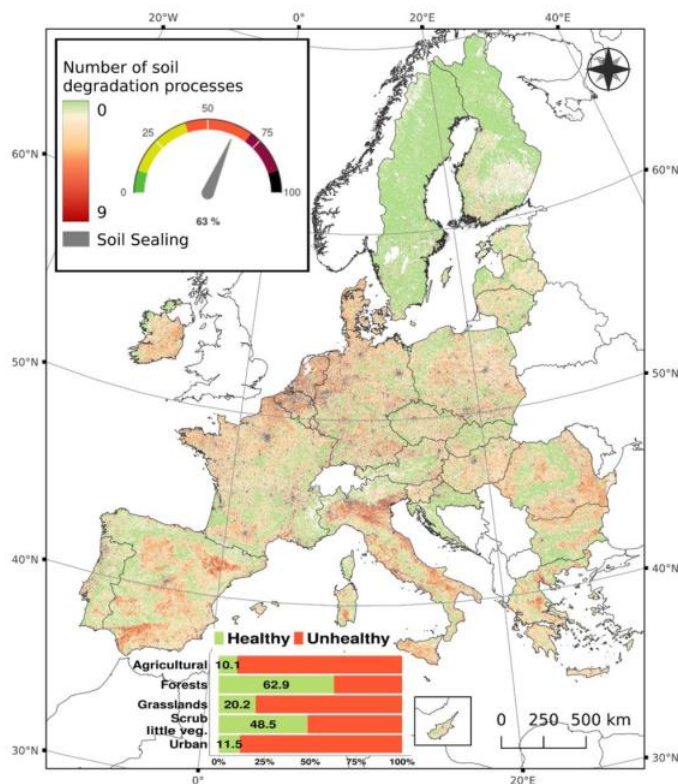 20°W
0°
20°E
40°E
Number of soil
degradation processes
0
9
0
25
50
75
100
63 %
Soil Sealing
60°N
60°N
50°N
50°N
40°N
40°N
30°N
30°N
Healthy Unhealthy
Agricultural 10.1
Forests 62.9
Grasslands 20.2
Scrub
little veg. 48.5
Urban 11.5
0% 25% 50% 75% 100%
0 250 500 km
0°
20°E